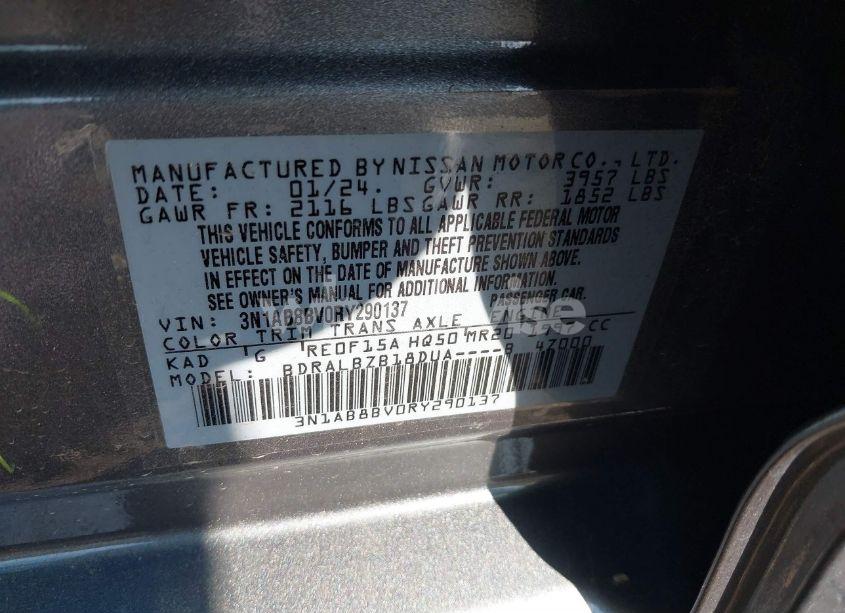 MANUFACTURED BY NISSAN MOTOR CO., LTD.
DATE: 01/24. GVWR: 3957 LBS
GAWR FR: 2116 LBS GAWR RR: 1852 LBS
THIS VEHICLE CONFORMS TO ALL APPLICABLE FEDERAL MOTOR
VEHICLE SAFETY, BUMPER AND THEFT PREVENTION STANDARDS
IN EFFECT ON THE DATE OF MANUFACTURE SHOWN ABOVE.
SEE OWNER'S MANUAL FOR ADDITIONAL INFORMATION.
VIN: 3N1AB8BV0RY290137 PASSENGER CAR.
COLOR TRIM TRANS AXLE ENGINE CC
KAD G RE0F15A HQ50 MR20
MODEL: BDRALBZB18DUA----B 47000
3N1AB8BV0RY290137